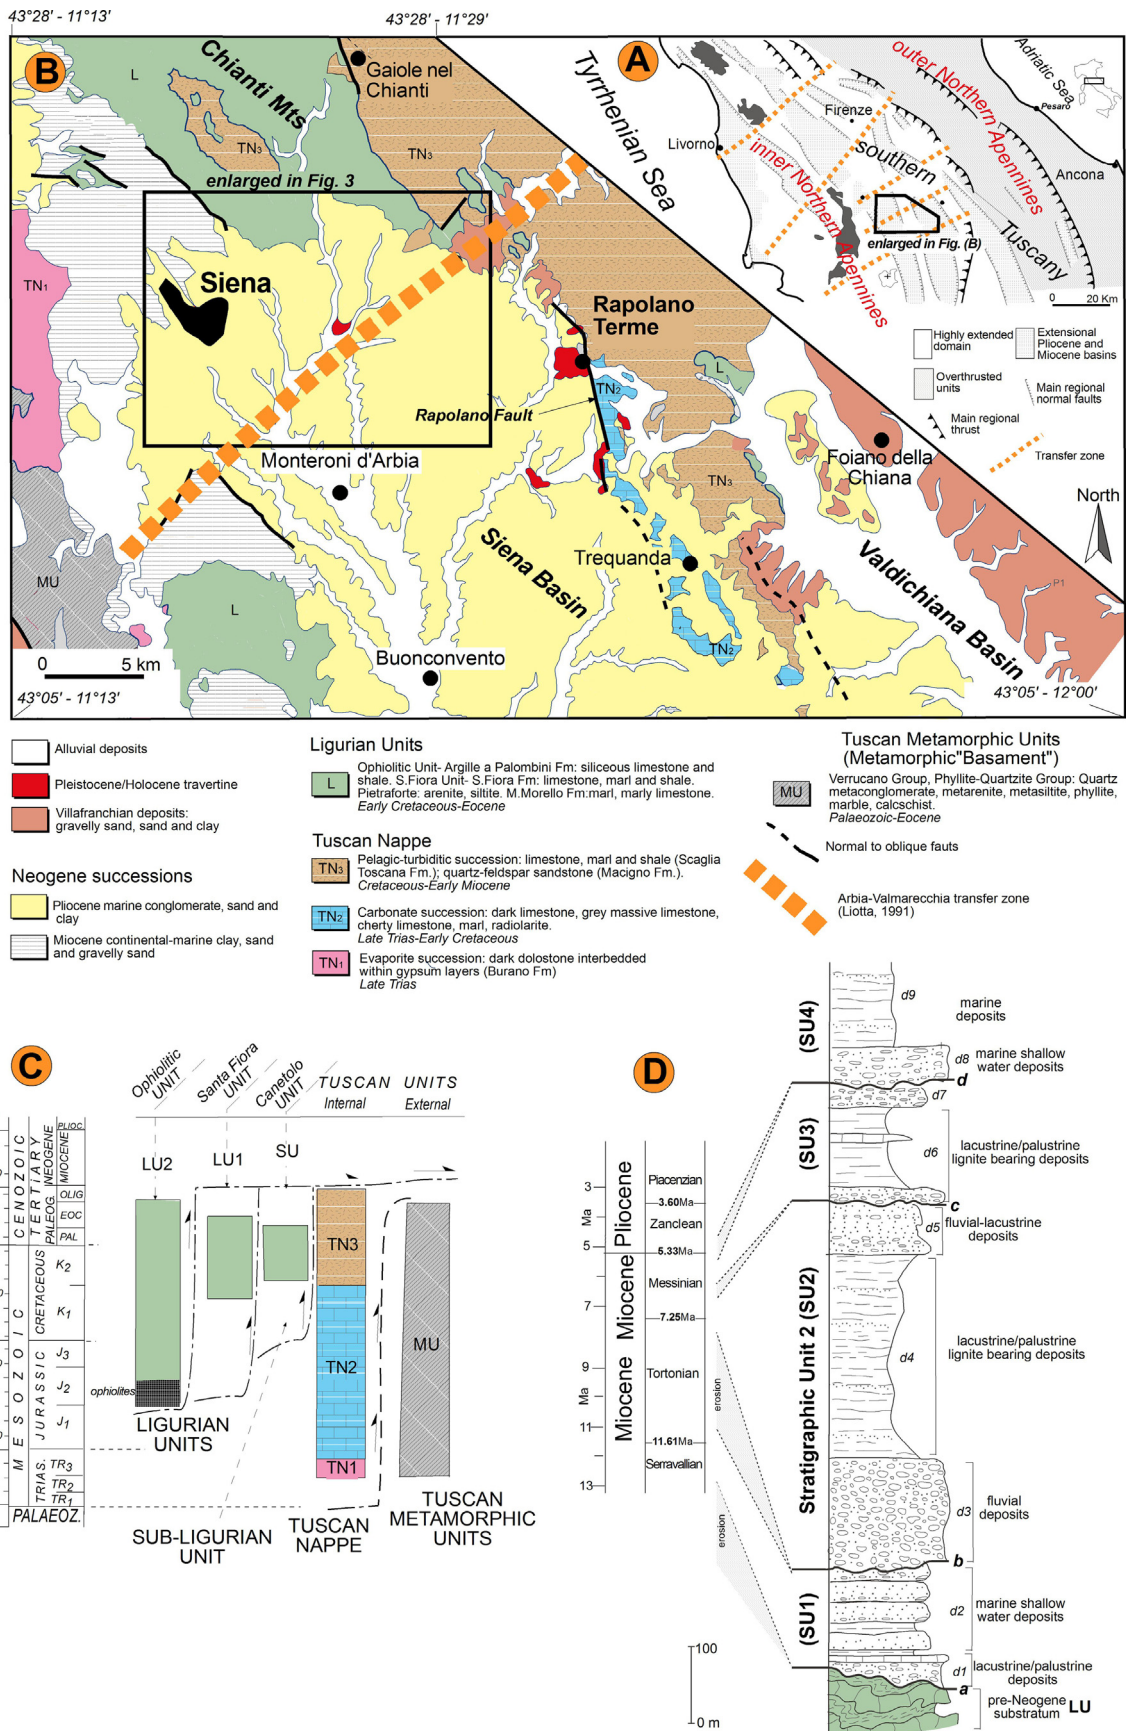 43°28' - 11°13'
43°28' - 11°29'
B
L
Chianti Mts
TN3
Gaiole nel
Chianti
TN3
enlarged in Fig. 3
TN1
Siena
Rapolano
Terme
TN2
L
Rapolano Fault
Monteroni d'Arbia
TN3
Foiano della
Chiana
Siena Basin
Trequanda
Valdichiana Basin
P1
MU
L
TN2
Buonconvento
0 5 km
43°05' - 11°13'
43°05' - 12°00'
North
A
Tyrrhenian Sea
outer Northern Apennines
Adriatic Sea
Pesaro
Firenze
Livorno
inner Northern Apennines
southern
Tuscany
Ancona
enlarged in Fig. (B)
0 20 Km
Highly extended
domain
Extensional
Pliocene and
Miocene basins
Overthrusted
units
Main regional
normal faults
Main regional
thrust
Transfer zone
Alluvial deposits
Pleistocene/Holocene travertine
Villafranchian deposits:
gravelly sand, sand and clay
Neogene successions
Pliocene marine conglomerate, sand and
clay
Miocene continental-marine clay, sand
and gravelly sand
Ligurian Units
L
Ophiolitic Unit- Argille a Palombini Fm: siliceous limestone and
shale. S.Fiora Unit- S.Fiora Fm: limestone, marl and shale.
Pietraforte: arenite, siltite. M.Morello Fm:marl, marly limestone.
Early Cretaceous-Eocene
Tuscan Nappe
TN3
Pelagic-turbiditic succession: limestone, marl and shale (Scaglia
Toscana Fm.); quartz-feldspar sandstone (Macigno Fm.).
Cretaceous-Early Miocene
TN2
Carbonate succession: dark limestone, grey massive limestone,
cherty limestone, marl, radiolarite.
Late Trias-Early Cretaceous
TN1
Evaporite succession: dark dolostone interbedded
within gypsum layers (Burano Fm)
Late Trias
Tuscan Metamorphic Units
(Metamorphic"Basament")
MU
Verrucano Group, Phyllite-Quartzite Group: Quartz
metaconglomerate, metarenite, metasiltite, phyllite,
marble, calcschist.
Palaeozoic-Eocene
Normal to oblique fauts
Arbia-Valmarecchia transfer zone
(Liotta, 1991)
C
Ophiolitic
UNIT
Santa Fiora
UNIT
Canetolo
UNIT
TUSCAN UNITS
Internal External
LU2
LU1
SU
CENOZOIC
TERTIARY
NEOGENE
PALEOG.
PLIOC.
MIOCENE
OLIG
EOC
PAL
MESOZOIC
CRETACEOUS
K2
K1
JURASSIC
J3
J2
J1
TRIAS.
TR3
TR2
TR1
PALAEOZ.
ophiolites
TN3
TN2
TN1
MU
LIGURIAN
UNITS
SUB-LIGURIAN
UNIT
TUSCAN
NAPPE
TUSCAN
METAMORPHIC
UNITS
D
3
Ma
5
7
9
Ma
11
13
Pliocene
Miocene
Miocene
Piacenzian
3.60Ma
Zanclean
5.33Ma
Messinian
7.25Ma
Tortonian
11.61Ma
Serravallian
erosion
erosion
100
0 m
(SU4)
(SU3)
Stratigraphic Unit 2 (SU2)
(SU1)
d9
marine
deposits
d8
marine shallow
water deposits
d
d7
d6
lacustrine/palustrine
lignite bearing deposits
c
d5
fluvial-lacustrine
deposits
d4
lacustrine/palustrine
lignite bearing deposits
d3
fluvial
deposits
b
d2
marine shallow
water deposits
d1
lacustrine/palustrine
deposits
a
pre-Neogene
substratum LU